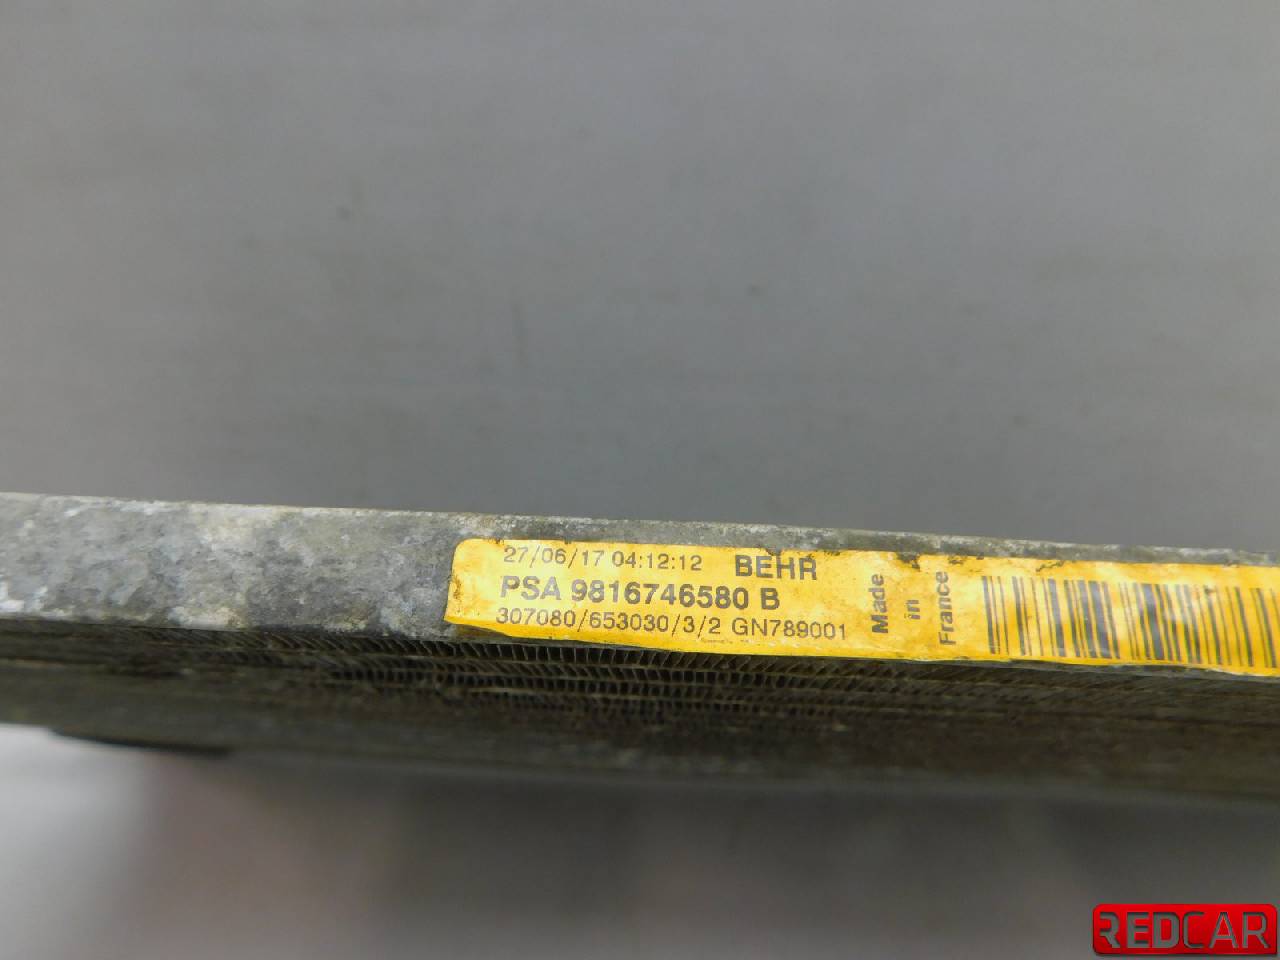 27/06/17 04:12:12 BEHR
PSA 9816746580 B
307080/653030/3/2 GN789001
Made
in
France
REDCAR